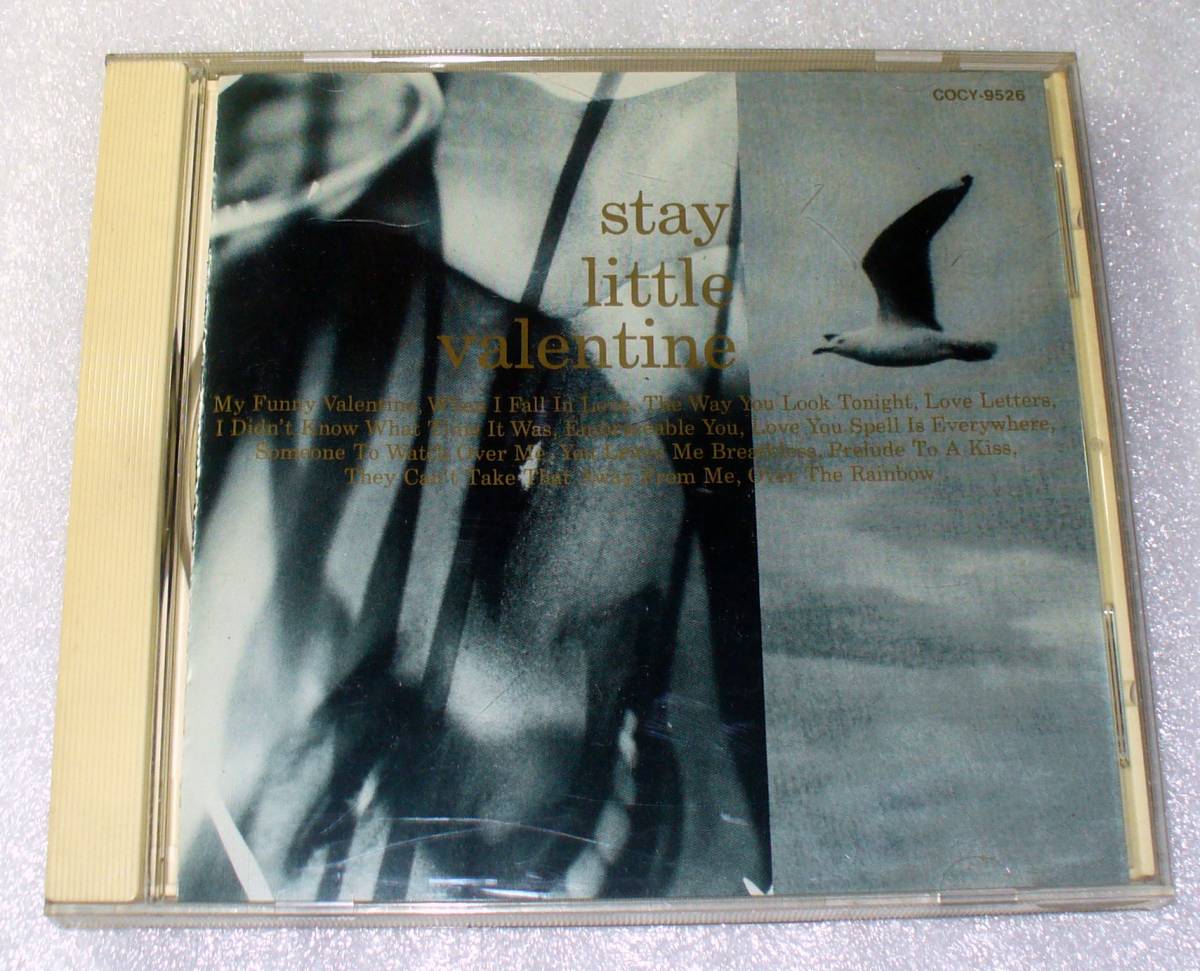 COCY-9526
stay
little
valentine
My Funny Valentine, When I Fall In Love, The Way You Look Tonight, Love Letters,
I Didn't Know What Time It Was, Embraceable You, Love You Spell Is Everywhere,
Someone To Watch Over Me, You Leave Me Breathless, Prelude To A Kiss,
They Can't Take That Away From Me, Over The Rainbow